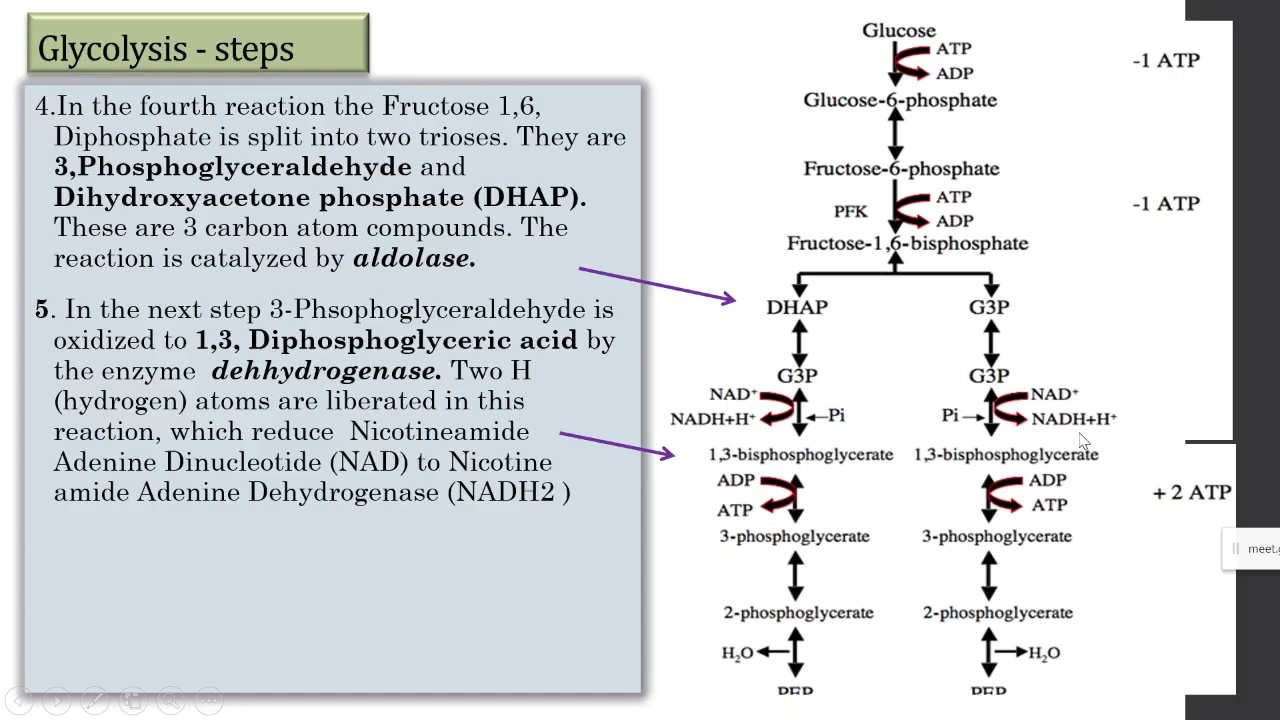 Glycolysis - steps
4.In the fourth reaction the Fructose 1,6,
Diphosphate is split into two trioses. They are
3,Phosphoglyceraldehyde and
Dihydroxyacetone phosphate (DHAP).
These are 3 carbon atom compounds. The
reaction is catalyzed by aldolase.
5. In the next step 3-Phsophoglyceraldehyde is
oxidized to 1,3, Diphosphoglyceric acid by
the enzyme dehhydrogenase. Two H
(hydrogen) atoms are liberated in this
reaction, which reduce Nicotineamide
Adenine Dinucleotide (NAD) to Nicotine
amide Adenine Dehydrogenase (NADH2 )
Glucose
ATP
ADP
-1 ATP
Glucose-6-phosphate
Fructose-6-phosphate
PFK
ATP
ADP
-1 ATP
Fructose-1,6-bisphosphate
DHAP G3P
G3P G3P
NAD⁺ NAD⁺
NADH+H⁺ Pi Pi NADH+H⁺
1,3-bisphosphoglycerate 1,3-bisphosphoglycerate
ADP ADP
ATP ATP
+ 2 ATP
3-phosphoglycerate 3-phosphoglycerate
2-phosphoglycerate 2-phosphoglycerate
H₂O H₂O
PEP PEP
meet.g